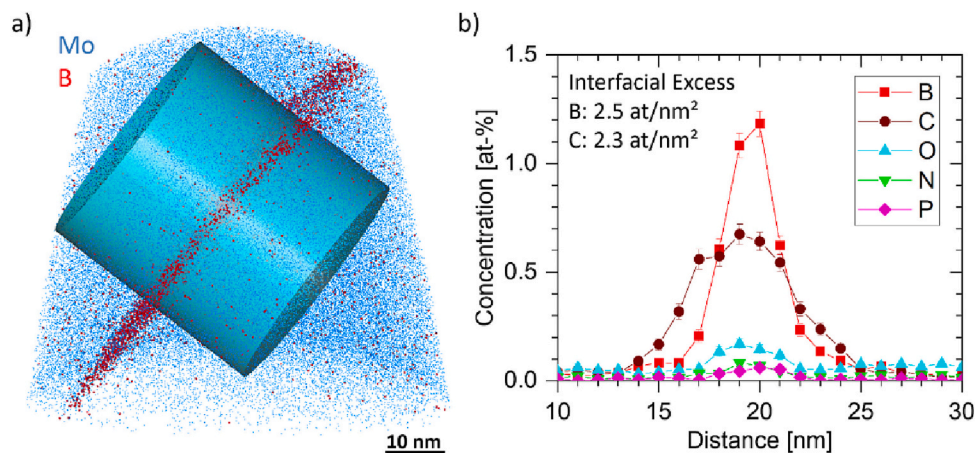 a)
Mo
B
10 nm
b)
Concentration [at-%]
1.5
1.0
0.5
0.0
Interfacial Excess
B: 2.5 at/nm²
C: 2.3 at/nm²
B
C
O
N
P
10 15 20 25 30
Distance [nm]